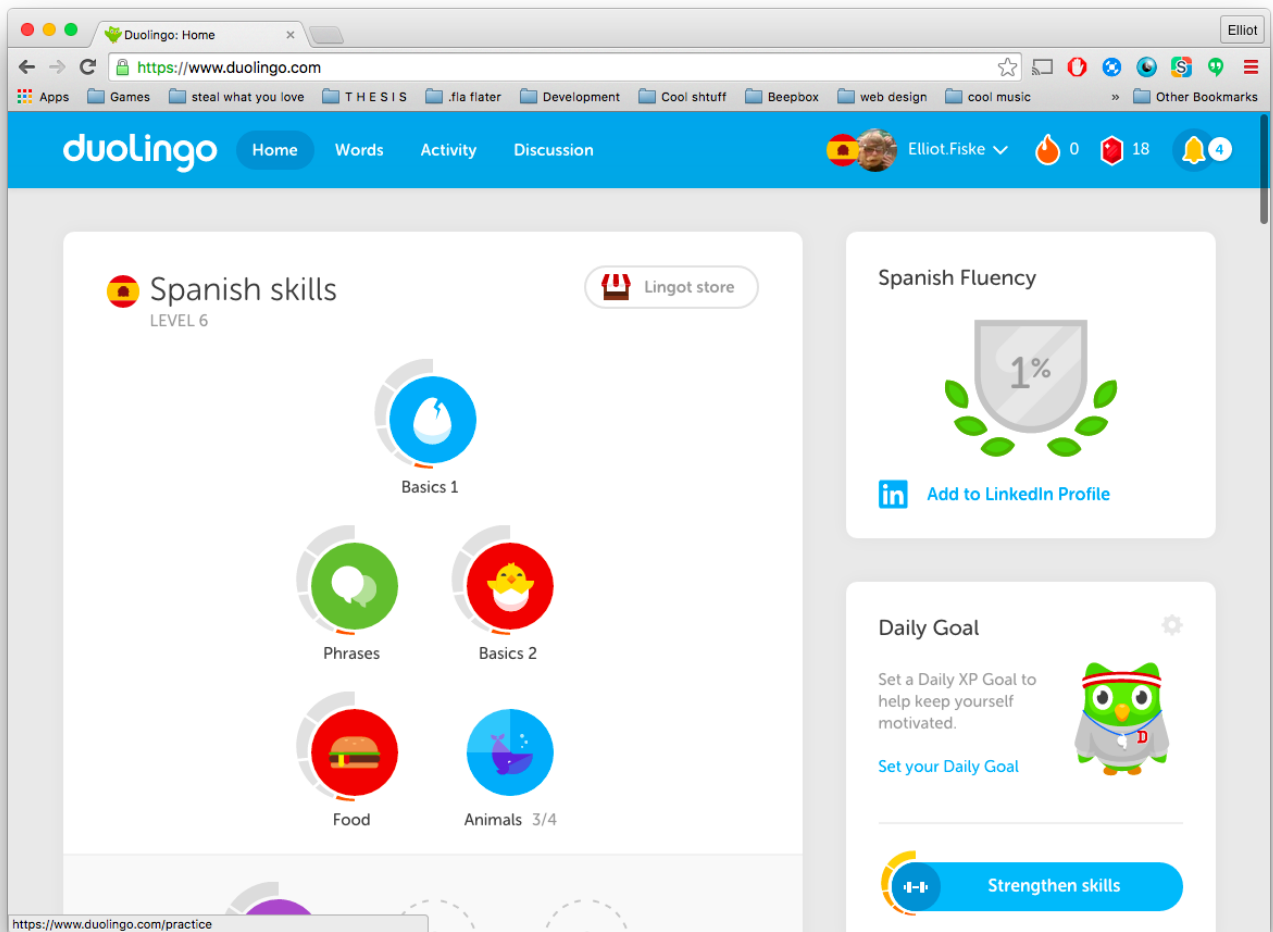 Duolingo: Home
Elliot
https://www.duolingo.com
Apps Games steal what you love T H E S I S .fla flater Development Cool shtuff Beepbox web design cool music » Other Bookmarks
duolingo Home Words Activity Discussion Elliot.Fiske 0 18 4
Spanish skills
LEVEL 6
Lingot store
Basics 1
Phrases Basics 2
Food Animals 3/4
Spanish Fluency
1%
in Add to LinkedIn Profile
Daily Goal
Set a Daily XP Goal to
help keep yourself
motivated.
D
Set your Daily Goal
Strengthen skills
https://www.duolingo.com/practice